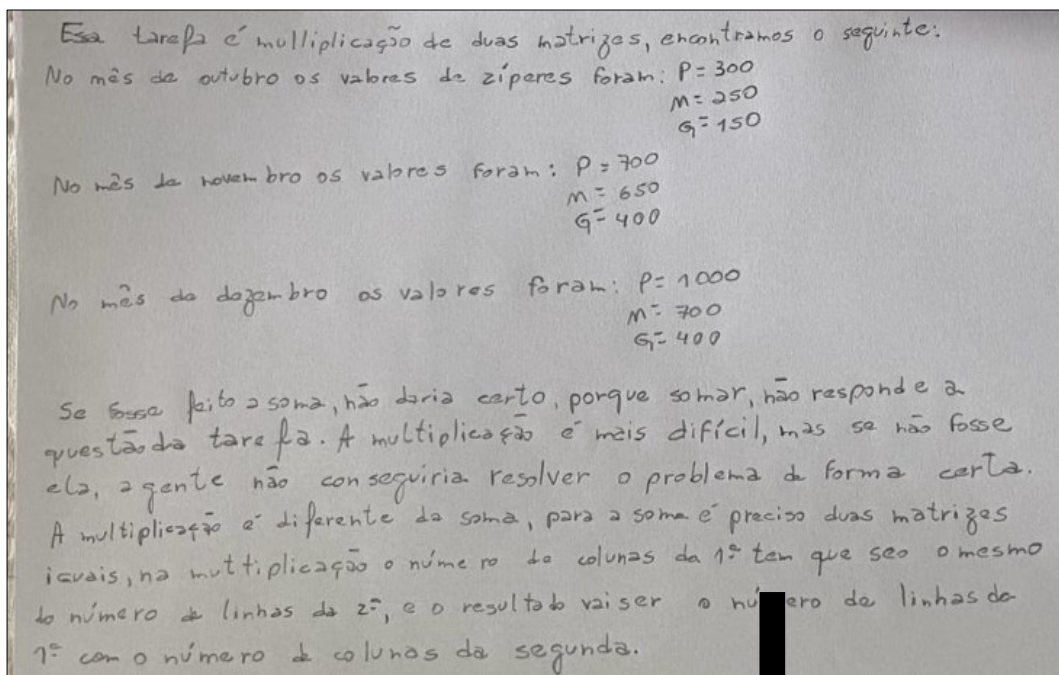 Essa tarefa é mulliplicação de duas matrizes, encontramos o seguinte:
No mês de outubro os valores de zíperes foram: P = 300
M = 250
G = 150
No mês de novembro os valores foram: P = 700
M = 650
G = 400
No mês de dezembro os valores foram: P = 1000
M = 700
G = 400
Se fosse feito a soma, não daria certo, porque somar, não responde a
questão da tarefa. A multiplicação é mais difícil, mas se não fosse
ela, a gente não conseguiria resolver o problema de forma certa.
A multiplicação é diferente da soma, para a soma é preciso duas matrizes
iguais, na multtiplicação o número de colunas da 1ª tem que seo o mesmo
do número de linhas da 2ª, e o resultado vai ser o nú ero de linhas da
1ª com o número de colunas da segunda.